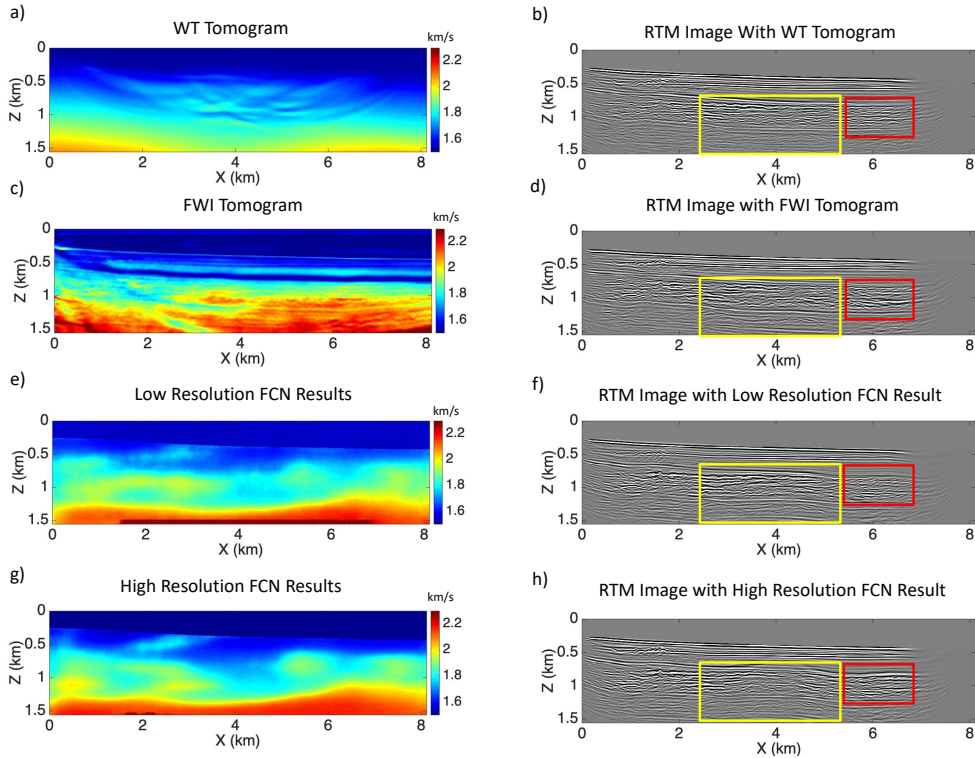 a)
WT Tomogram
km/s
0
0.5
1
1.5
Z (km)
0 2 4 6 8
X (km)
2.2
2
1.8
1.6
b)
RTM Image With WT Tomogram
0
0.5
1
1.5
Z (km)
0 2 4 6 8
X (km)
c)
FWI Tomogram
km/s
0
0.5
1
1.5
Z (km)
0 2 4 6 8
X (km)
2.2
2
1.8
1.6
d)
RTM Image with FWI Tomogram
0
0.5
1
1.5
Z (km)
0 2 4 6 8
X (km)
e)
Low Resolution FCN Results
km/s
0
0.5
1
1.5
Z (km)
0 2 4 6 8
X (km)
2.2
2
1.8
1.6
f)
RTM Image with Low Resolution FCN Result
0
0.5
1
1.5
Z (km)
0 2 4 6 8
X (km)
g)
High Resolution FCN Results
km/s
0
0.5
1
1.5
Z (km)
0 2 4 6 8
X (km)
2.2
2
1.8
1.6
h)
RTM Image with High Resolution FCN Result
0
0.5
1
1.5
Z (km)
0 2 4 6 8
X (km)